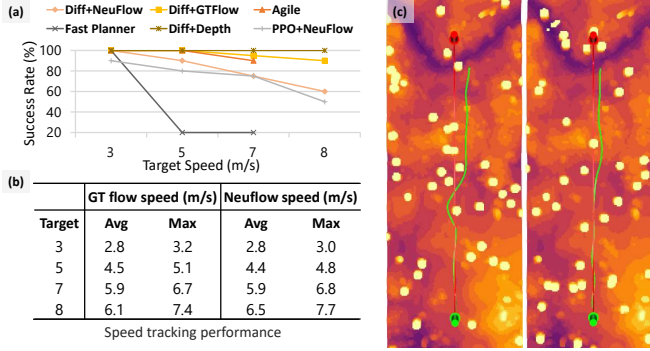 (a)
Diff+NeuFlow Diff+GTFlow Agile
Fast Planner Diff+Depth PPO+NeuFlow
Success Rate (%)
100
80
60
40
20
3 5 7 8
Target Speed (m/s)
(b)
GT flow speed (m/s) Neuflow speed (m/s)
Target Avg Max Avg Max
3 2.8 3.2 2.8 3.0
5 4.5 5.1 4.4 4.8
7 5.9 6.7 5.9 6.8
8 6.1 7.4 6.5 7.7
Speed tracking performance
(c)